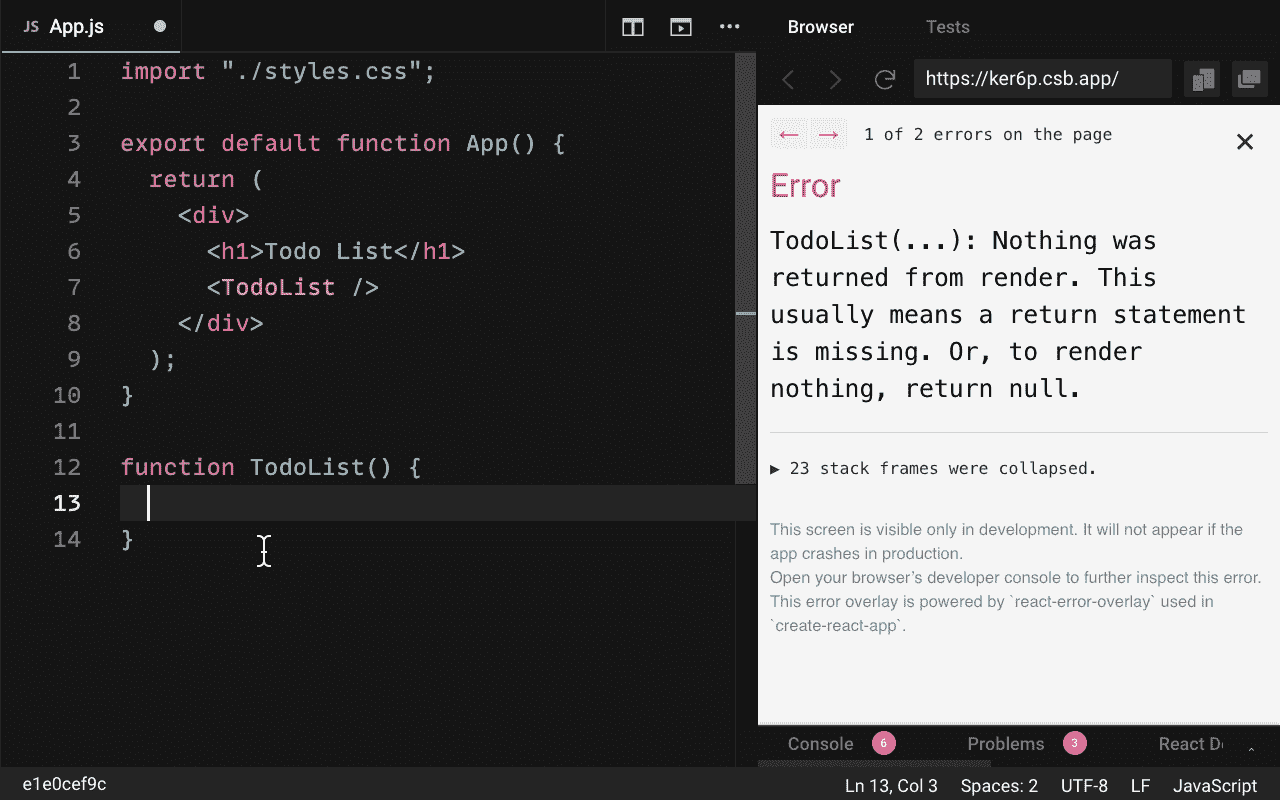 JS App.js
1 import "./styles.css";
2
3 export default function App() {
4 return (
5 <div>
6 <h1>Todo List</h1>
7 <TodoList />
8 </div>
9 );
10 }
11
12 function TodoList() {
13
14 }
Browser Tests
https://ker6p.csb.app/
← → 1 of 2 errors on the page
Error
TodoList(...): Nothing was
returned from render. This
usually means a return statement
is missing. Or, to render
nothing, return null.
▶ 23 stack frames were collapsed.
This screen is visible only in development. It will not appear if the
app crashes in production.
Open your browser’s developer console to further inspect this error.
This error overlay is powered by `react-error-overlay` used in
`create-react-app`.
Console 6 Problems 3 React D
e1e0cef9c Ln 13, Col 3 Spaces: 2 UTF-8 LF JavaScript